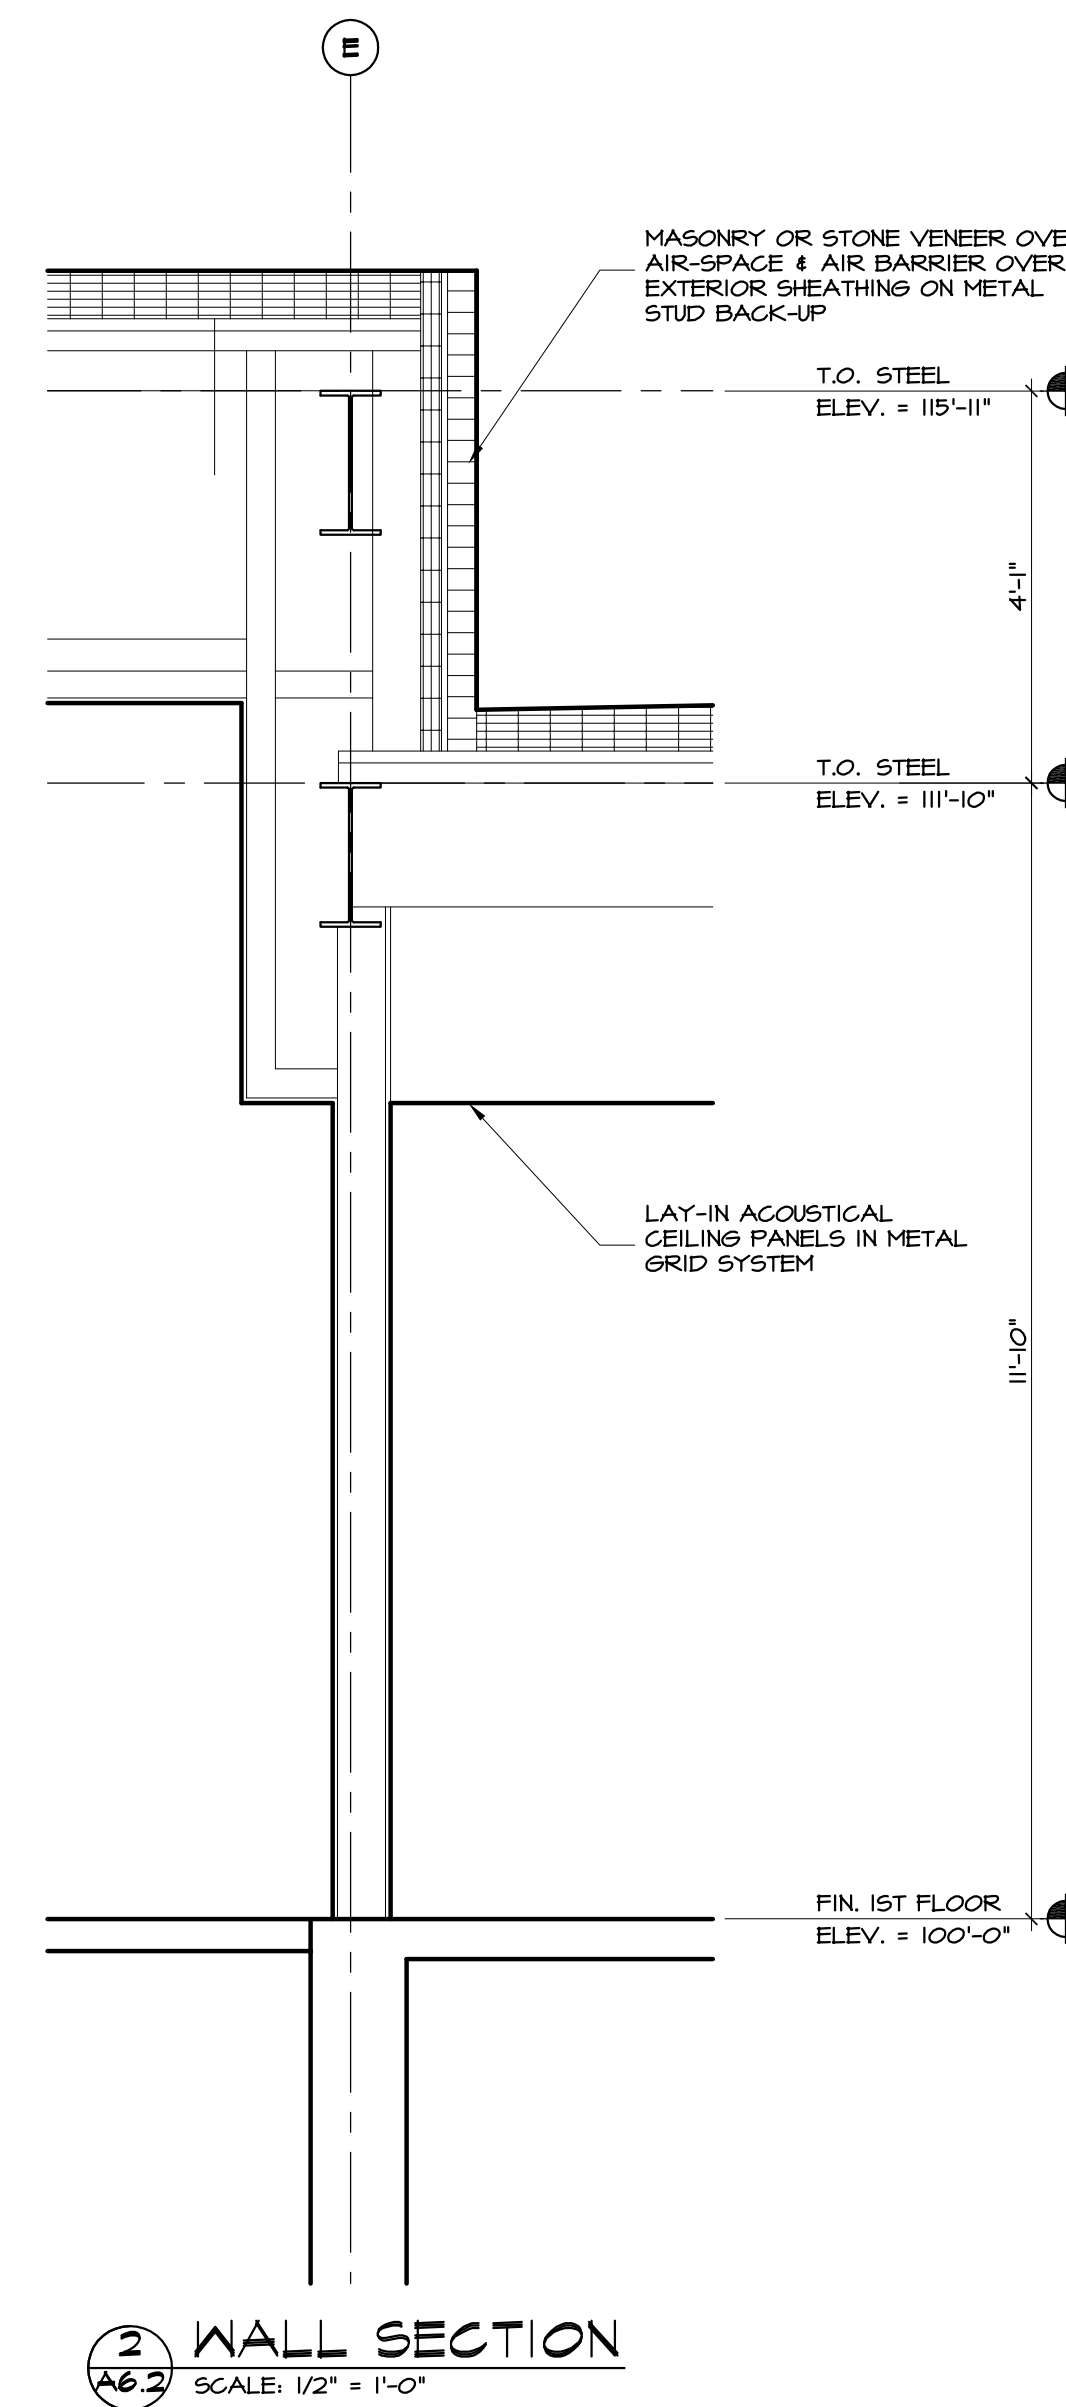 E
MASONRY OR STONE VENEER OVE
AIR-SPACE & AIR BARRIER OVER
EXTERIOR SHEATHING ON METAL
STUD BACK-UP
T.O. STEEL
ELEV. = 115'-11"
4'-1"
T.O. STEEL
ELEV. = 111'-10"
LAY-IN ACOUSTICAL
CEILING PANELS IN METAL
GRID SYSTEM
11'-10"
FIN. 1ST FLOOR
ELEV. = 100'-0"
2
A6.2
WALL SECTION
SCALE: 1/2" = 1'-0"